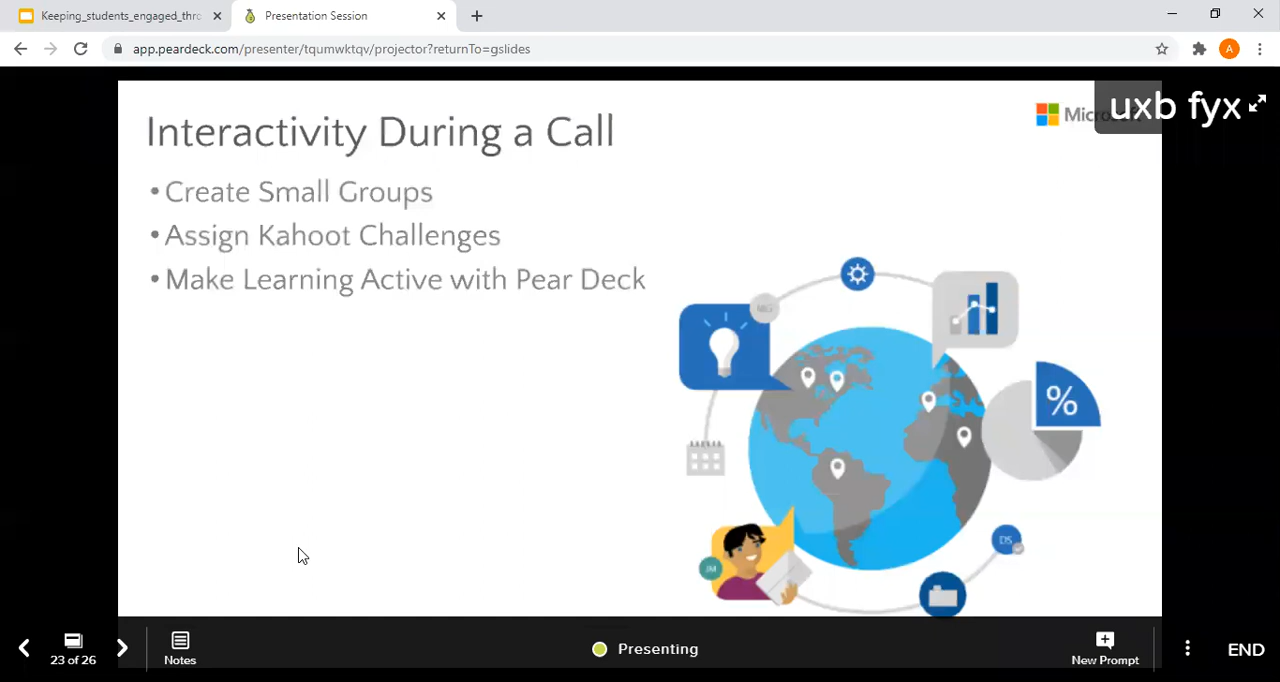 Keeping_students_engaged_thro
Presentation Session
app.peardeck.com/presenter/tqumwktqv/projector?returnTo=gslides
A
Interactivity During a Call
uxb fyx
• Create Small Groups
• Assign Kahoot Challenges
• Make Learning Active with Pear Deck
MG
%
DS
JM
23 of 26
Notes
Presenting
New Prompt
END